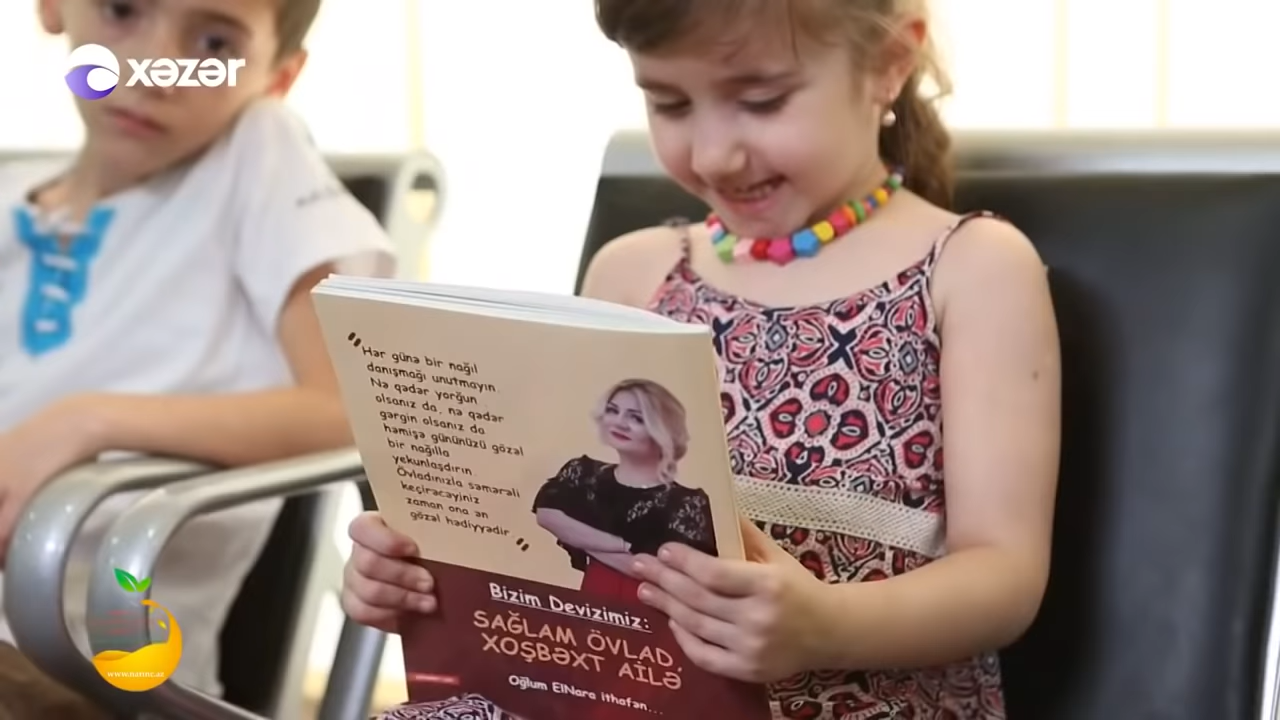 xəzər
"Hər günə bir nağıl
danışmağı unutmayın.
Nə qədər yorğun
olsanız da, nə qədər
gərgin olsanız da
həmişə gününüzü gözəl
bir nağılla
yekunlaşdırın.
Övladınızla səmərəli
keçirəcəyiniz
zaman ona ən
gözəl hədiyyədir."
Bizim Devizimiz:
SAĞLAM ÖVLAD,
XOŞBƏXT AİLƏ
Oğlum ElNara ithafən...
www.narinc.az